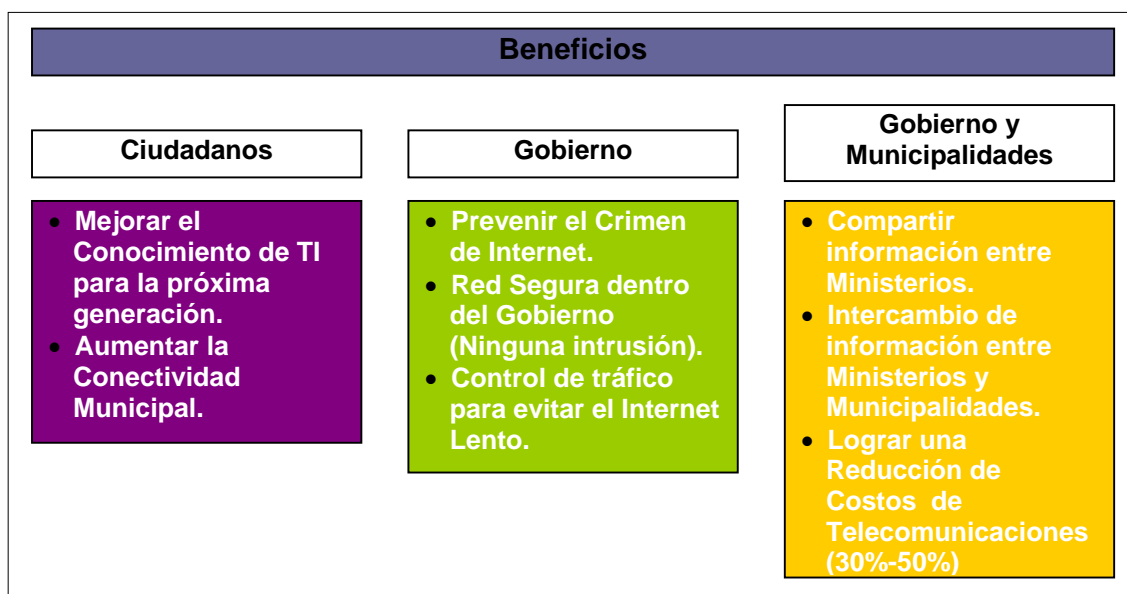 Beneficios
Ciudadanos
• Mejorar el
Conocimiento de TI
para la próxima
generación.
• Aumentar la
Conectividad
Municipal.
Gobierno
• Prevenir el Crimen
de Internet.
• Red Segura dentro
del Gobierno
(Ninguna intrusión).
• Control de tráfico
para evitar el Internet
Lento.
Gobierno y
Municipalidades
• Compartir
información entre
Ministerios.
• Intercambio de
información entre
Ministerios y
Municipalidades.
• Lograr una
Reducción de
Costos de
Telecomunicaciones
(30%-50%)